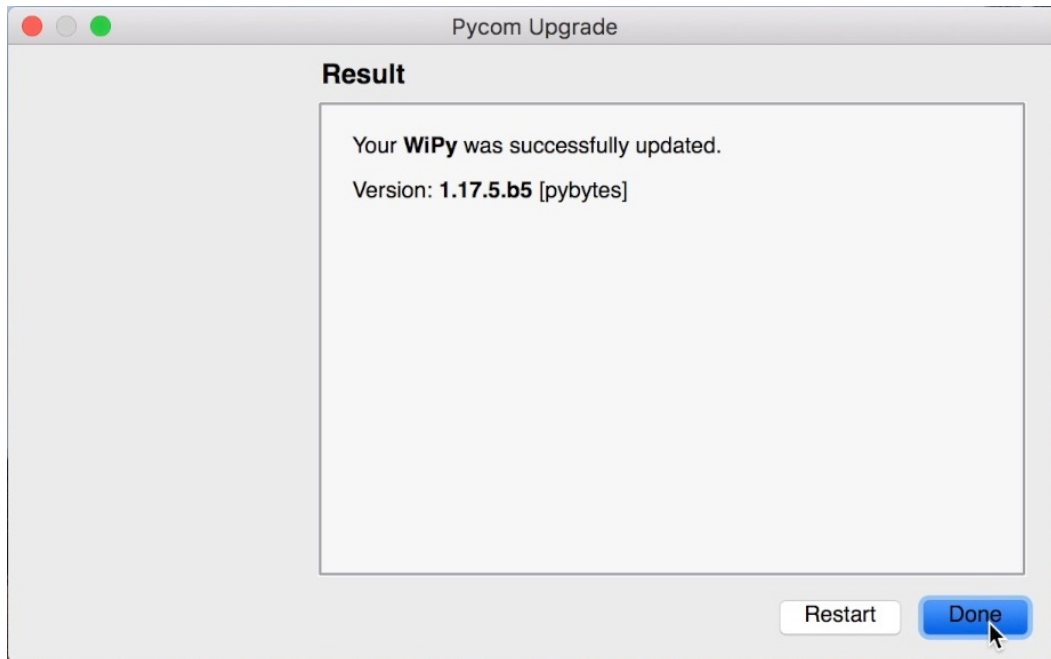 Pycom Upgrade
Result
Your WiPy was successfully updated.
Version: 1.17.5.b5 [pybytes]
Restart
Done